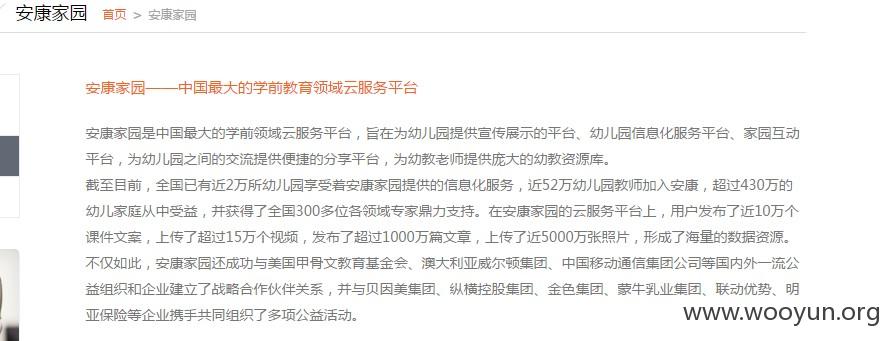 安康家园 首页 > 安康家园
安康家园——中国最大的学前教育领域云服务平台
安康家园是中国最大的学前领域云服务平台，旨在为幼儿园提供宣传展示的平台、幼儿园信息化服务平台、家园互动
平台，为幼儿园之间的交流提供便捷的分享平台，为幼教老师提供庞大的幼教资源库。
截至目前，全国已有近2万所幼儿园享受着安康家园提供的信息化服务，近52万幼儿园教师加入安康，超过430万的
幼儿家庭从中受益，并获得了全国300多位各领域专家鼎力支持。在安康家园的云服务平台上，用户发布了近10万个
课件文案，上传了超过15万个视频，发布了超过1000万篇文章，上传了近5000万张照片，形成了海量的数据资源。
不仅如此，安康家园还成功与美国甲骨文教育基金会、澳大利亚威尔顿集团、中国移动通信集团公司等国内外一流公
益组织和企业建立了战略合作伙伴关系，并与贝因美集团、纵横控股集团、金色集团、蒙牛乳业集团、联动优势、明
亚保险等企业携手共同组织了多项公益活动。
www.wooyun.org